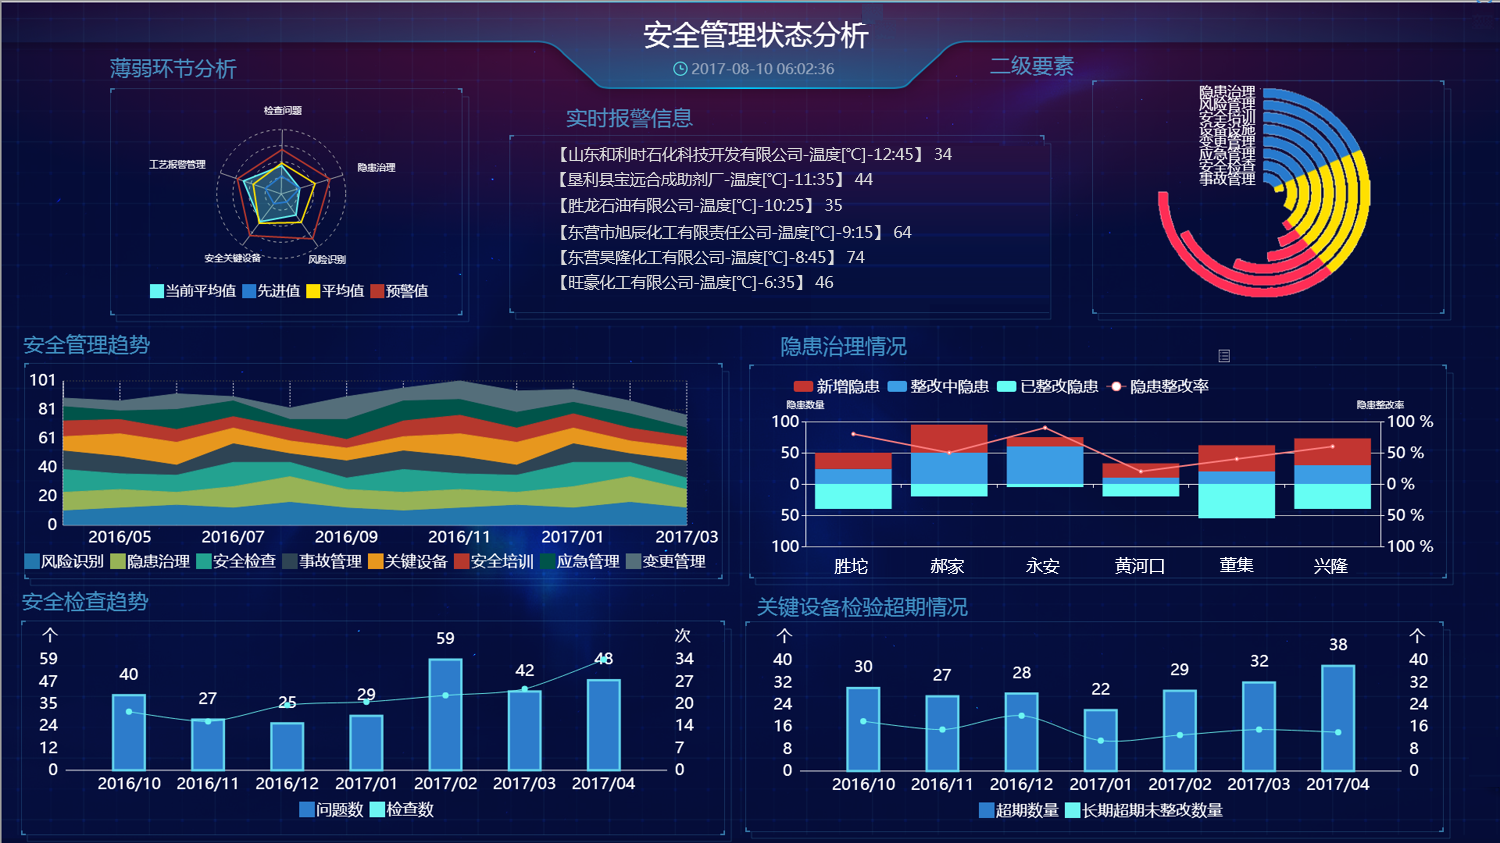 安全管理状态分析
2017-08-10 06:02:36
薄弱环节分析
检查问题
隐患治理
风险识别
安全关键设备
工艺报警管理
当前平均值 先进值 平均值 预警值
实时报警信息
【山东和利时石化科技开发有限公司-温度[℃]-12:45】 34
【垦利县宝远合成助剂厂-温度[℃]-11:35】 44
【胜龙石油有限公司-温度[℃]-10:25】 35
【东营市旭辰化工有限责任公司-温度[℃]-9:15】 64
【东营昊隆化工有限公司-温度[℃]-8:45】 74
【旺豪化工有限公司-温度[℃]-6:35】 46
二级要素
隐患治理
风险管理
安全培训
设备设施
变更管理
应急管理
安全检查
事故管理
安全管理趋势
101
81
61
40
20
0
2016/05 2016/07 2016/09 2016/11 2017/01 2017/03
风险识别 隐患治理 安全检查 事故管理 关键设备 安全培训 应急管理 变更管理
隐患治理情况
新增隐患 整改中隐患 已整改隐患 隐患整改率
隐患数量 隐患整改率
100 100 %
50 50 %
0 0 %
50 50 %
100 100 %
胜坨 郝家 永安 黄河口 董集 兴隆
安全检查趋势
个 次
59 34
47 27
35 20
24 14
12 7
0 0
40 27 25 29 59 42 48
2016/10 2016/11 2016/12 2017/01 2017/02 2017/03 2017/04
问题数 检查数
关键设备检验超期情况
个 个
40 40
32 32
24 24
16 16
8 8
0 0
30 27 28 22 29 32 38
2016/10 2016/11 2016/12 2017/01 2017/02 2017/03 2017/04
超期数量 长期超期未整改数量